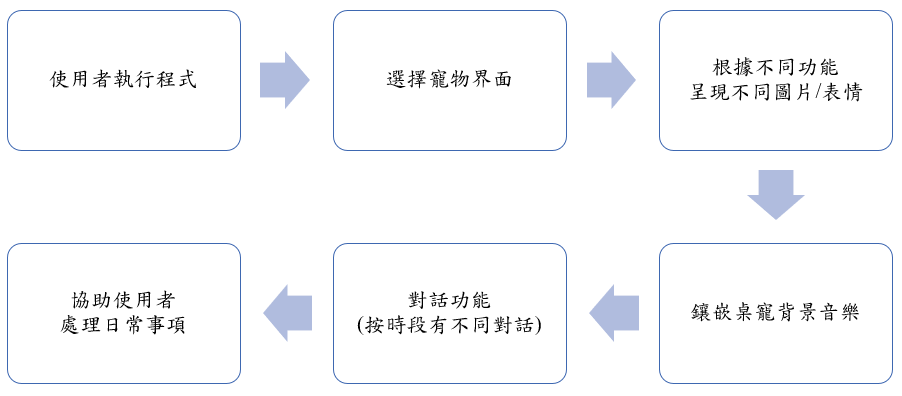 使用者執行程式
選擇寵物界面
根據不同功能
呈現不同圖片/表情
鑲嵌桌寵背景音樂
對話功能
(按時段有不同對話)
協助使用者
處理日常事項